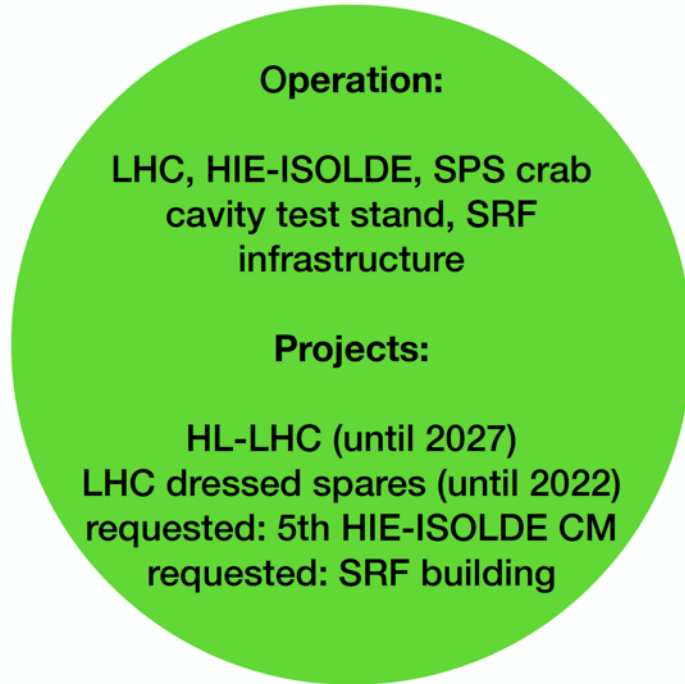 Operation:
LHC, HIE-ISOLDE, SPS crab
cavity test stand, SRF
infrastructure
Projects:
HL-LHC (until 2027)
LHC dressed spares (until 2022)
requested: 5th HIE-ISOLDE CM
requested: SRF building